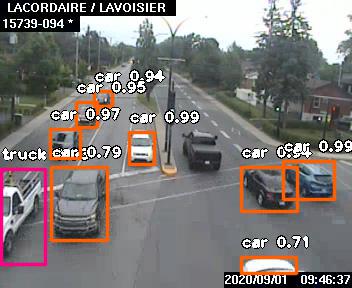 LACORDAIRE / LAVOISIER
15739-094 *
car 0.94
car 0.95
car 0.97
car 0.99
truck
car 0.79
car 0.94
car 0.99
car 0.71
2020/09/01 09:46:37